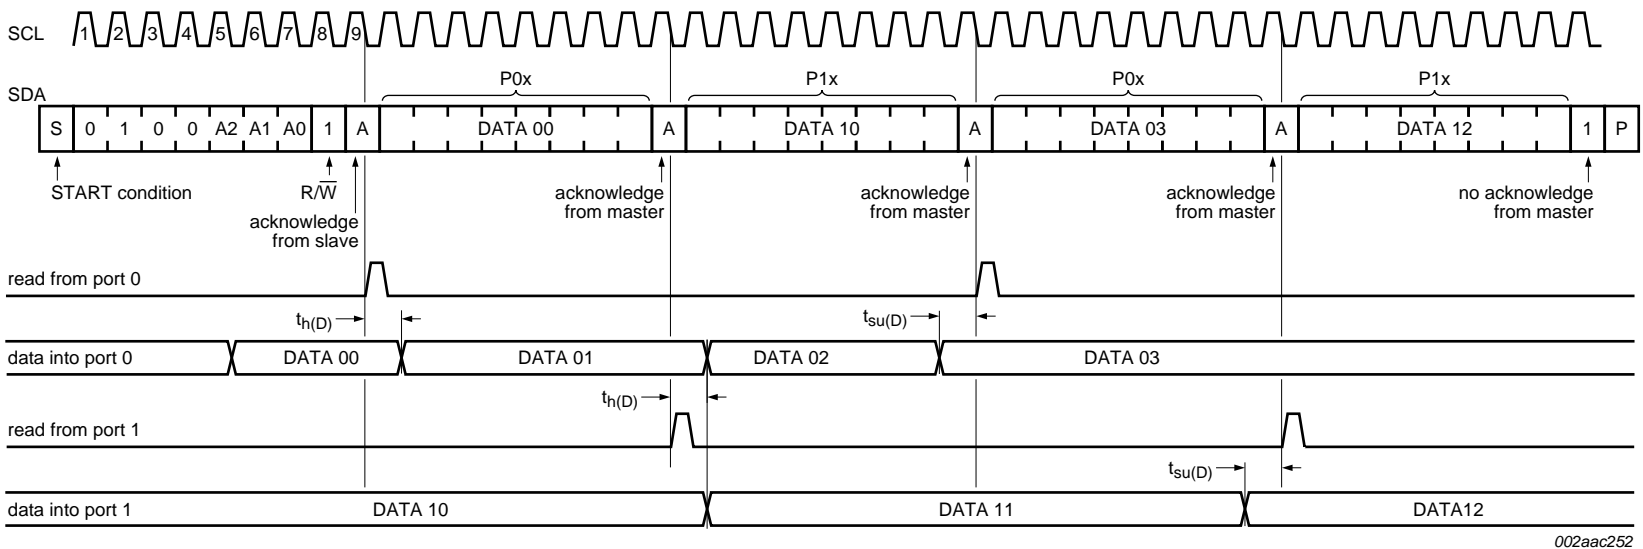 SCL 1 2 3 4 5 6 7 8 9
P0x P1x P0x P1x
SDA
S 0 1 0 0 A2 A1 A0 1 A DATA 00 A DATA 10 A DATA 03 A DATA 12 1 P
START condition R/W acknowledge from master acknowledge from master acknowledge from master no acknowledge from master
acknowledge
from slave
read from port 0
th(D) tsu(D)
data into port 0 DATA 00 DATA 01 DATA 02 DATA 03
th(D)
read from port 1
tsu(D)
data into port 1 DATA 10 DATA 11 DATA12
002aac252